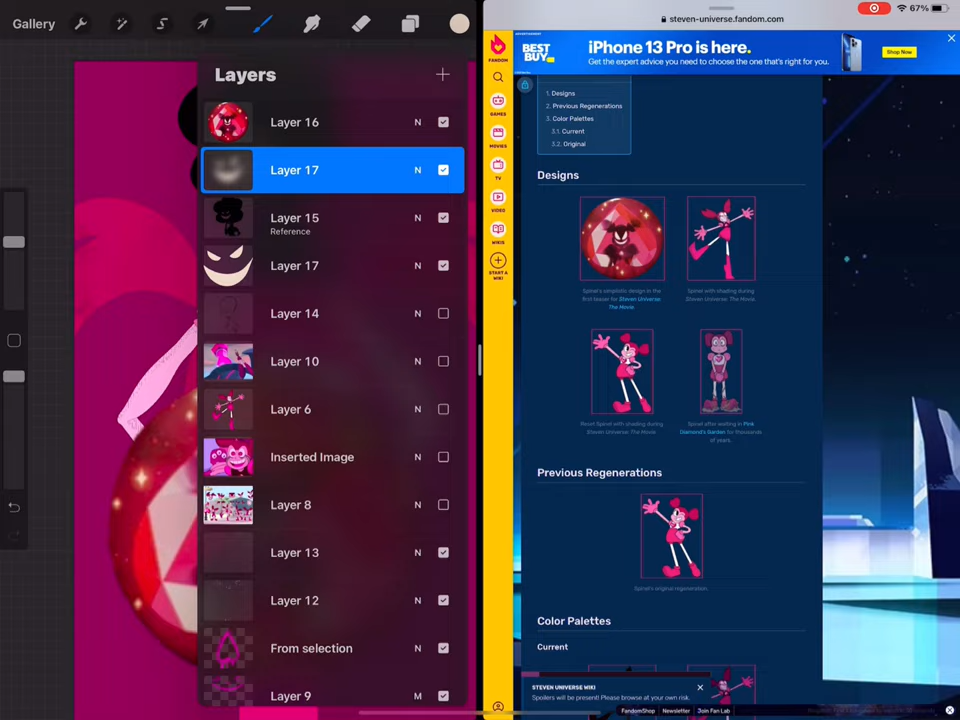 Gallery
Layers
Layer 16
N
Layer 17
N
Layer 15
Reference
N
Layer 17
N
Layer 14
N
Layer 10
N
Layer 6
N
Inserted Image
N
Layer 8
N
Layer 13
N
Layer 12
N
From selection
N
Layer 9
M
67%
steven-universe.fandom.com
BEST
BUY
iPhone 13 Pro is here.
Get the expert advice you need to choose the one that's right for you.
Shop Now
FANDOM
GAMES
MOVIES
TV
VIDEO
WIKIS
START A
WIKI
1. Designs
2. Previous Regenerations
3. Color Palettes
3.1. Current
3.2. Original
Designs
Spinel's simplistic design in the
first teaser for Steven Universe:
The Movie.
Spinel with shading during
Steven Universe: The Movie.
Reset Spinel with shading during
Steven Universe: The Movie
Spinel after waiting in Pink
Diamond's Garden for thousands
of years.
Previous Regenerations
Spinel's original regeneration.
Color Palettes
Current
STEVEN UNIVERSE WIKI
Spoilers will be present! Please browse at your own risk.
FandomShop
Newsletter
Join Fan Lab